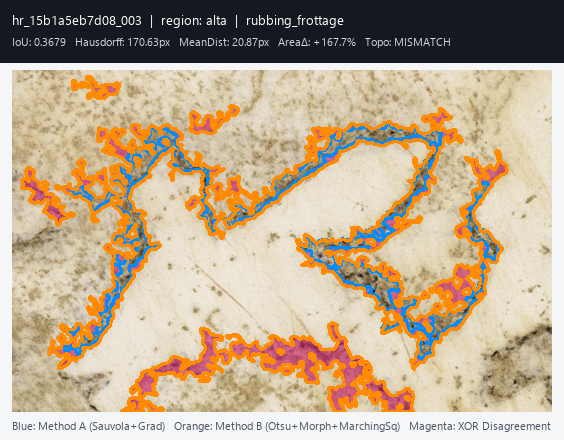 hr_15b1a5eb7d08_003 | region: alta | rubbing_frottage
IoU: 0.3679 Hausdorff: 170.63px MeanDist: 20.87px AreaΔ: +167.7% Topo: MISMATCH
Blue: Method A (Sauvola+Grad) Orange: Method B (Otsu+Morph+MarchingSq) Magenta: XOR Disagreement